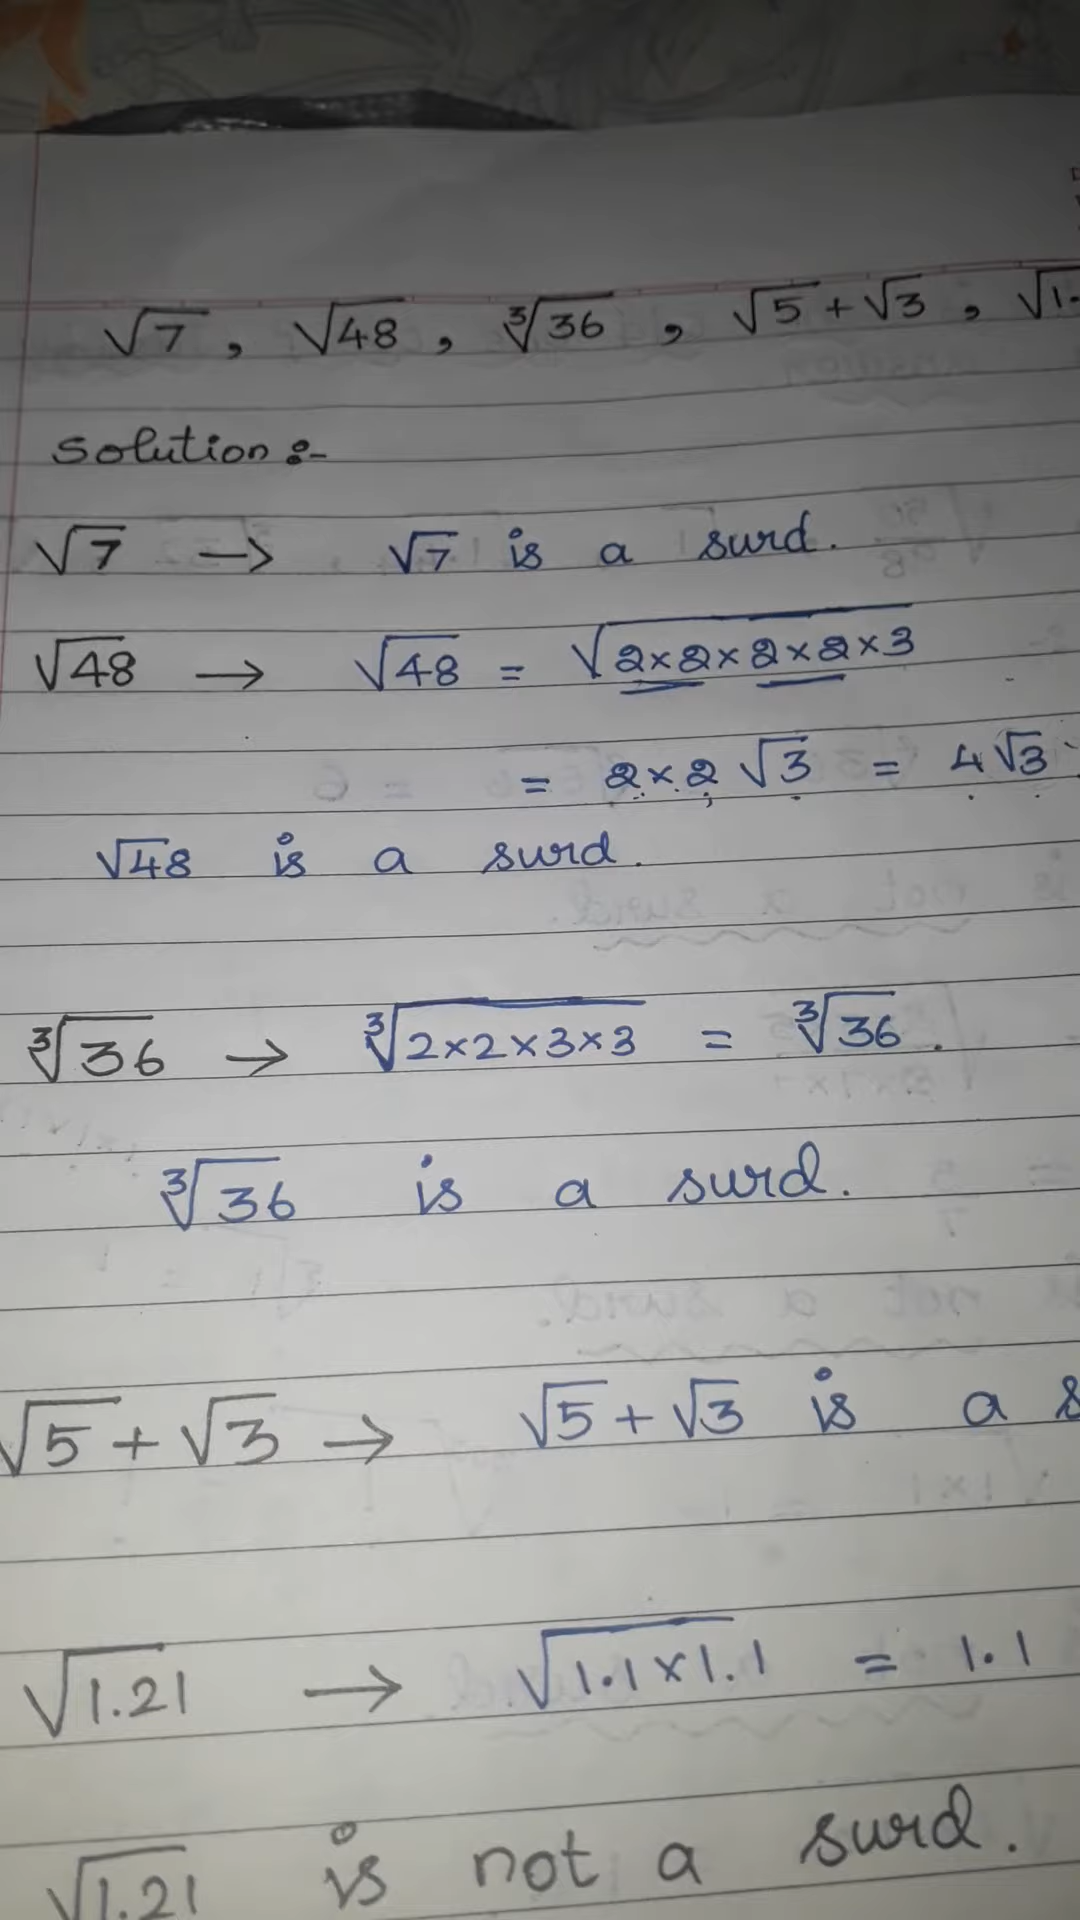 √7 , √48 , ∛36 , √5 + √3 , √1.
Solution :-
√7 → √7 is a surd.
√48 → √48 = √2×2×2×2×3
= 2×2 √3 = 4√3
√48 is a surd.
∛36 → ∛2×2×3×3 = ∛36 .
∛36 is a surd.
√5 + √3 → √5 + √3 is a s
√1.21 → √1.1×1.1 = 1.1
√1.21 is not a surd.